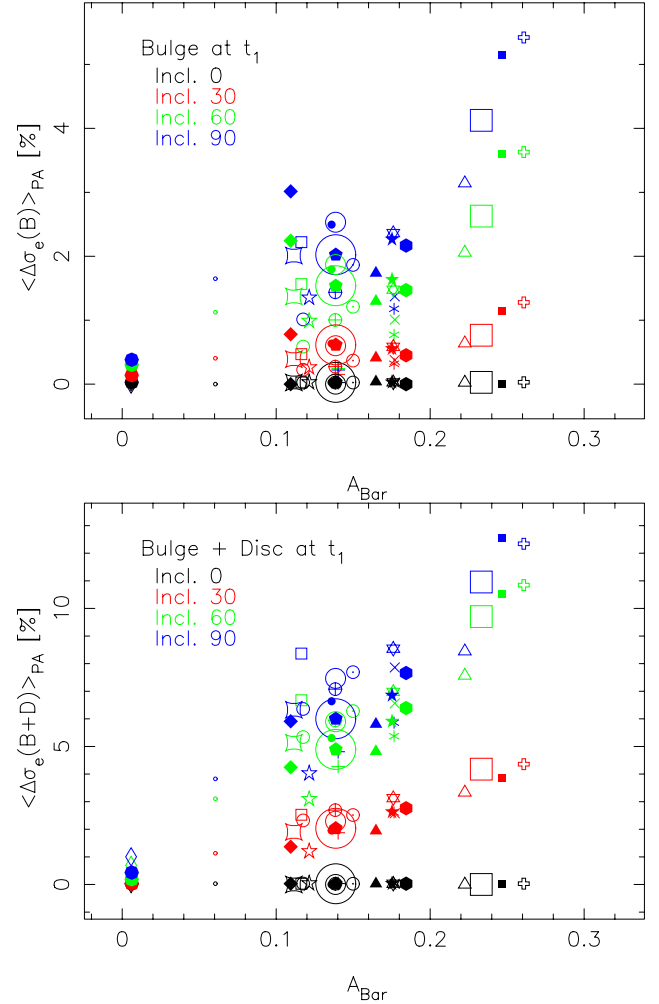 4
2
0
<Δσe(B)>PA [%]
Bulge at t1
Incl. 0
Incl. 30
Incl. 60
Incl. 90
0 0.1 0.2 0.3
ABar
10
5
0
<Δσe(B+D)>PA [%]
Bulge + Disc at t1
Incl. 0
Incl. 30
Incl. 60
Incl. 90
0 0.1 0.2 0.3
ABar